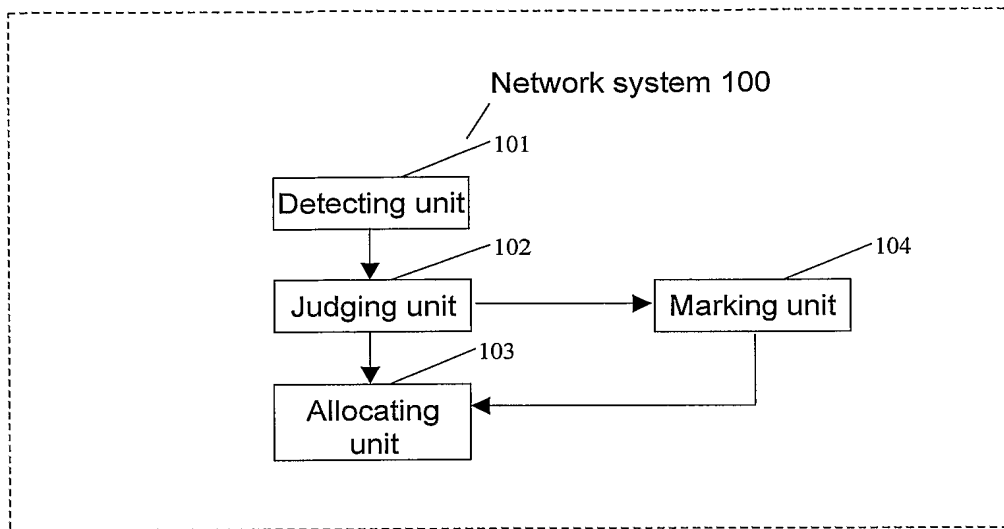 Network system 100
101
Detecting unit
102
104
Judging unit
Marking unit
103
Allocating
unit